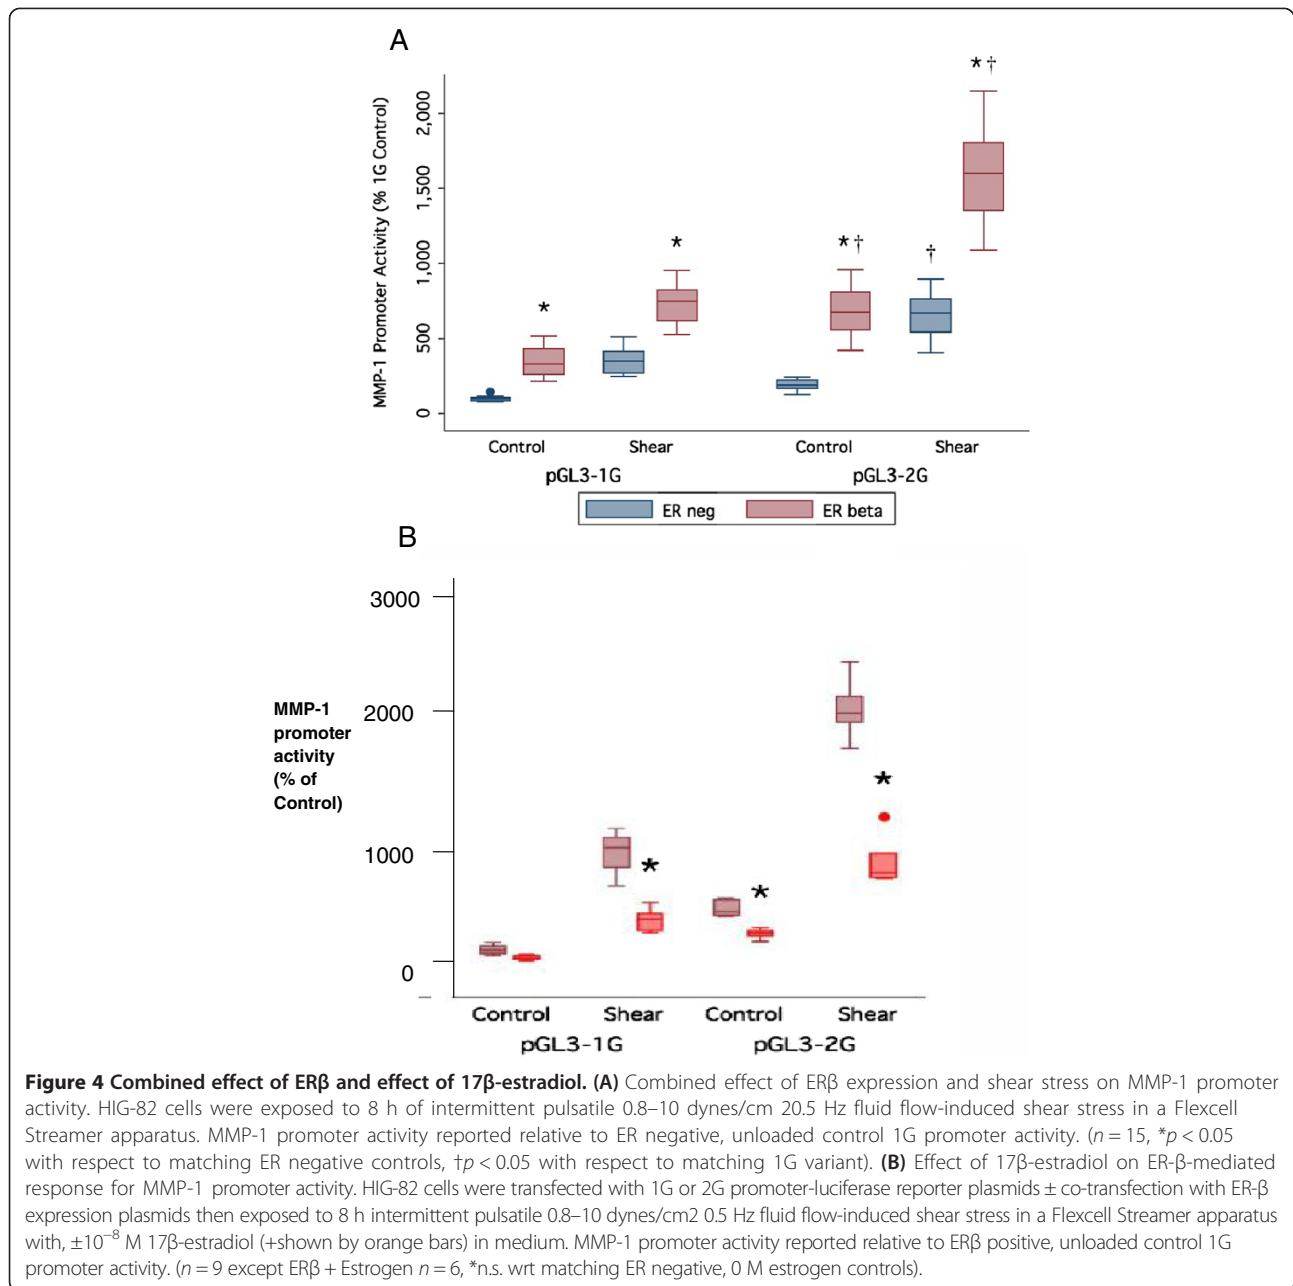 A
MMP-1 Promoter Activity (% 1G Control)
2,000
1,500
1,000
500
0
* †
*
*
* †
†
Control Shear Control Shear
pGL3-1G pGL3-2G
ER neg ER beta
B
3000
2000
1000
0
MMP-1
promoter
activity
(% of
Control)
*
*
*
Control Shear Control Shear
pGL3-1G pGL3-2G
Figure 4 Combined effect of ERβ and effect of 17β-estradiol. (A) Combined effect of ERβ expression and shear stress on MMP-1 promoter
activity. HIG-82 cells were exposed to 8 h of intermittent pulsatile 0.8–10 dynes/cm 20.5 Hz fluid flow-induced shear stress in a Flexcell
Streamer apparatus. MMP-1 promoter activity reported relative to ER negative, unloaded control 1G promoter activity. (n = 15, *p < 0.05
with respect to matching ER negative controls, †p < 0.05 with respect to matching 1G variant). (B) Effect of 17β-estradiol on ER-β-mediated
response for MMP-1 promoter activity. HIG-82 cells were transfected with 1G or 2G promoter-luciferase reporter plasmids ± co-transfection with ER-β
expression plasmids then exposed to 8 h intermittent pulsatile 0.8–10 dynes/cm2 0.5 Hz fluid flow-induced shear stress in a Flexcell Streamer apparatus
with, ±10⁻⁸ M 17β-estradiol (+shown by orange bars) in medium. MMP-1 promoter activity reported relative to ERβ positive, unloaded control 1G
promoter activity. (n = 9 except ERβ + Estrogen n = 6, *n.s. wrt matching ER negative, 0 M estrogen controls).